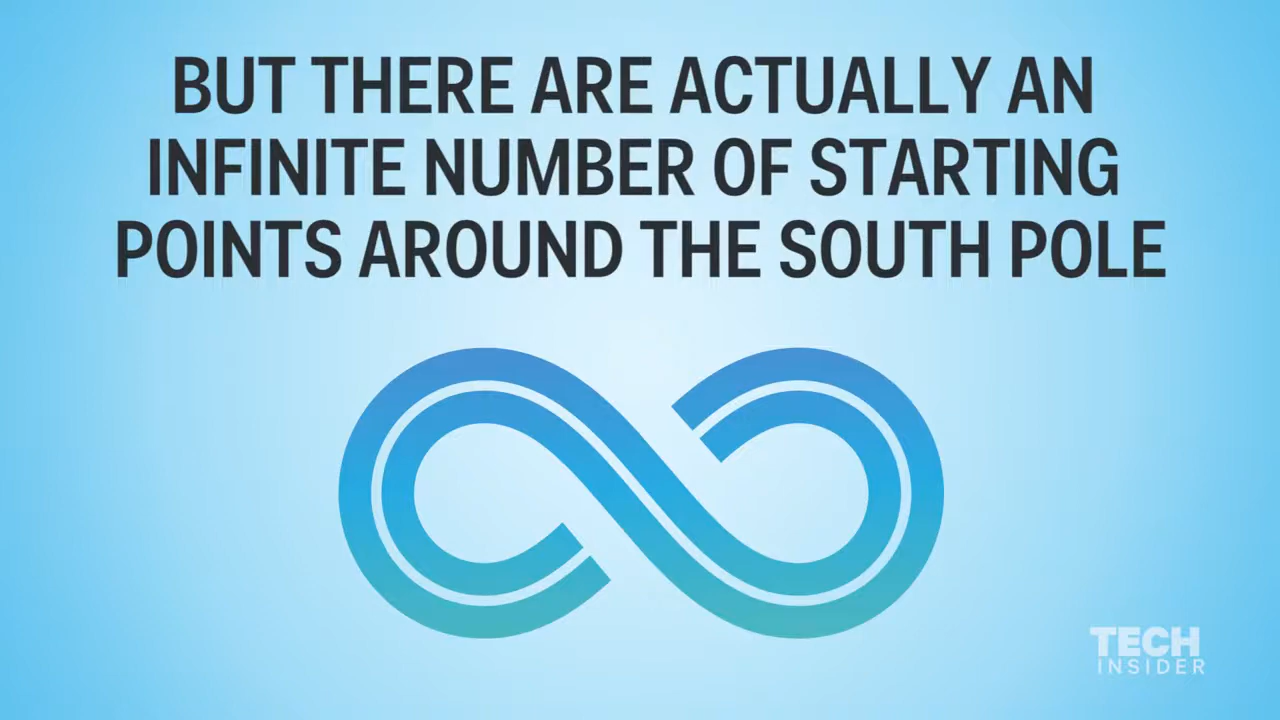 BUT THERE ARE ACTUALLY AN
INFINITE NUMBER OF STARTING
POINTS AROUND THE SOUTH POLE
TECH
INSIDER